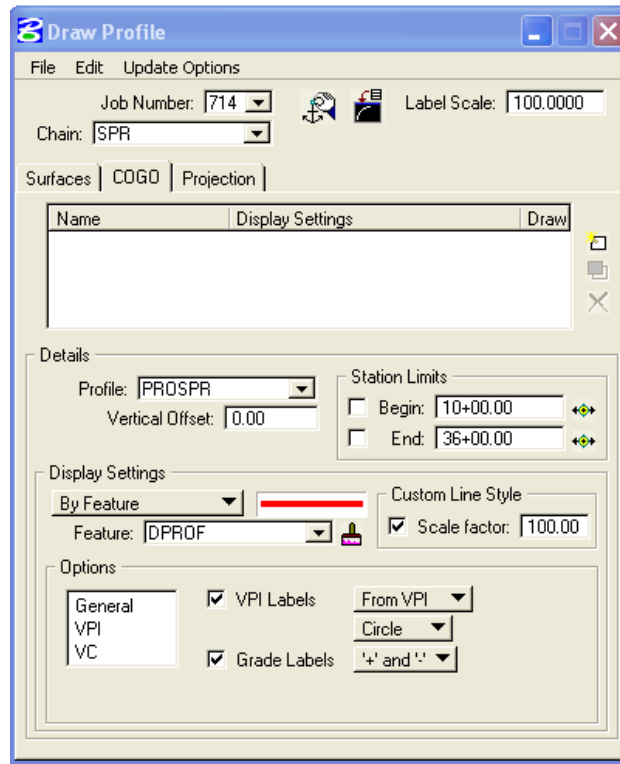 Draw Profile
File Edit Update Options
Job Number: 714 Label Scale: 100.0000
Chain: SPR
Surfaces COGO Projection
Name Display Settings Draw
Details
Profile: PROSPR
Vertical Offset: 0.00
Station Limits
Begin: 10+00.00
End: 36+00.00
Display Settings
By Feature
Feature: DPROF
Custom Line Style
Scale factor: 100.00
Options
General
VPI
VC
VPI Labels From VPI
Circle
Grade Labels '+' and '-'